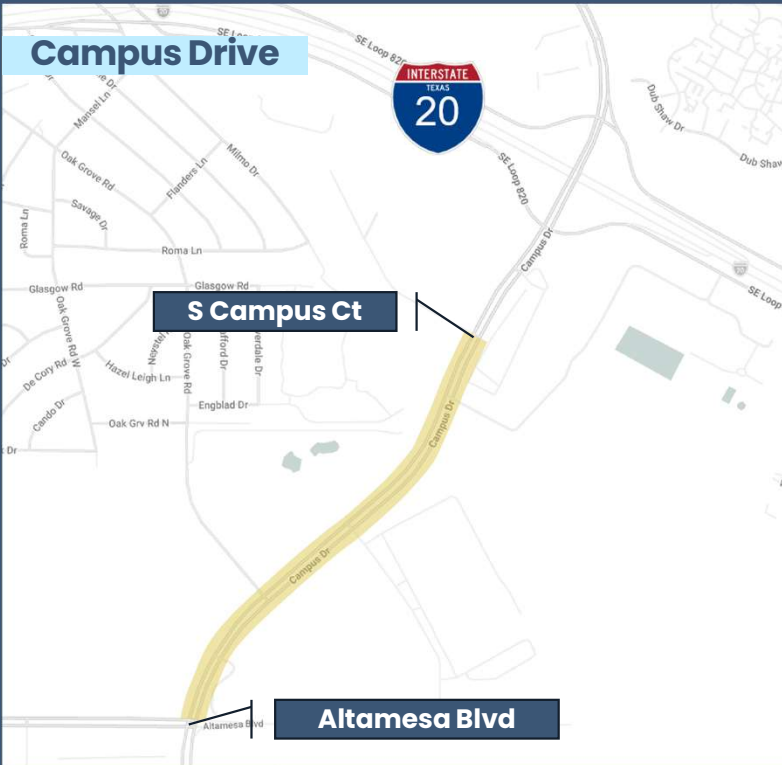 Campus Drive
SE Loop 820
INTERSTATE
TEXAS
20
Mansel Ln
Oak Grove Rd
Flanders Ln
Milmo Dr
Savage Dr
Roma Ln
Roma Ln
SE Loop 820
Dub Shaw Dr
Dub Shaw
Campus Dr
Glasgow Rd
Glasgow Rd
SE Loop
S Campus Ct
Oak Grove Rd W
Oak Grove Rd
De Cory Rd
Hazel Leigh Ln
Cando Dr
Engblad Dr
Oak Grv Rd N
Dr
Campus Dr
Campus Dr
Altamesa Blvd
Altamesa Blvd